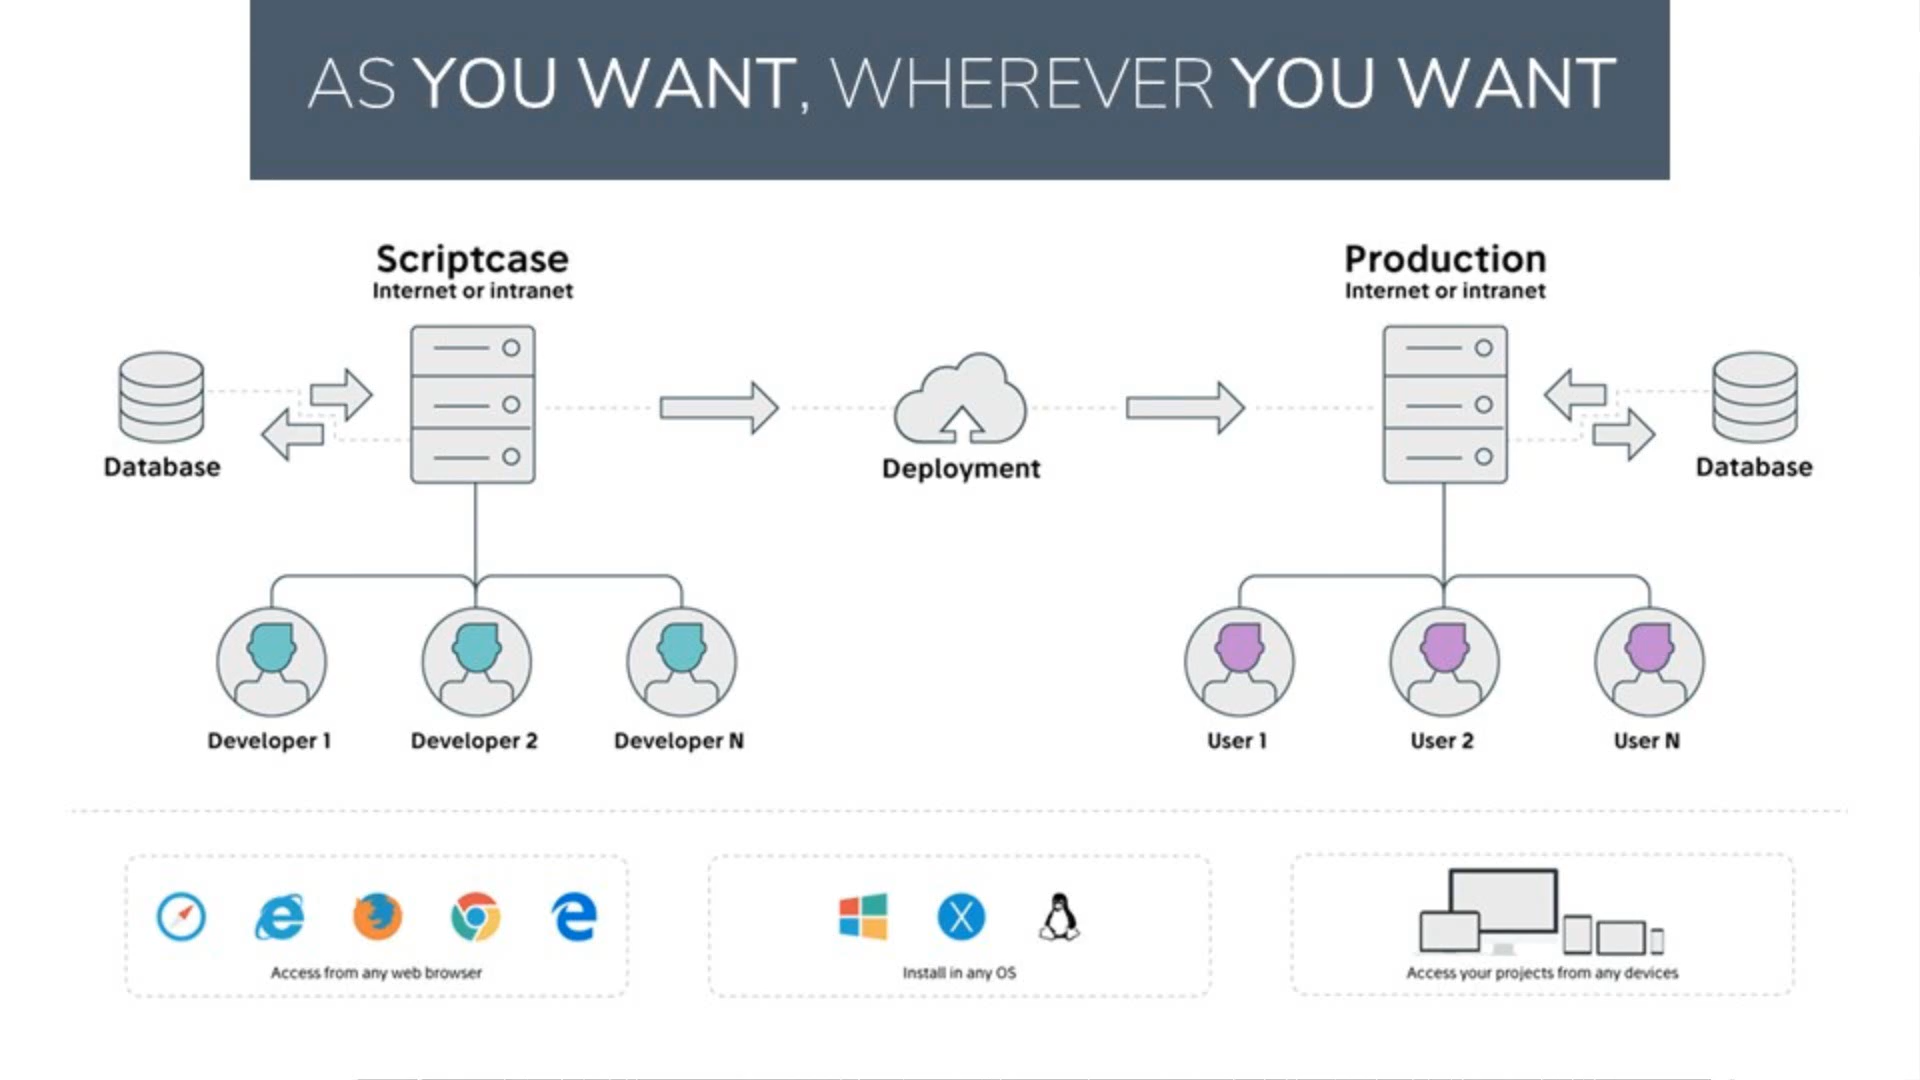 AS YOU WANT, WHEREVER YOU WANT
Scriptcase
Internet or intranet
Production
Internet or intranet
Database
Deployment
Database
Developer 1
Developer 2
Developer N
User 1
User 2
User N
Access from any web browser
Install in any OS
Access your projects from any devices